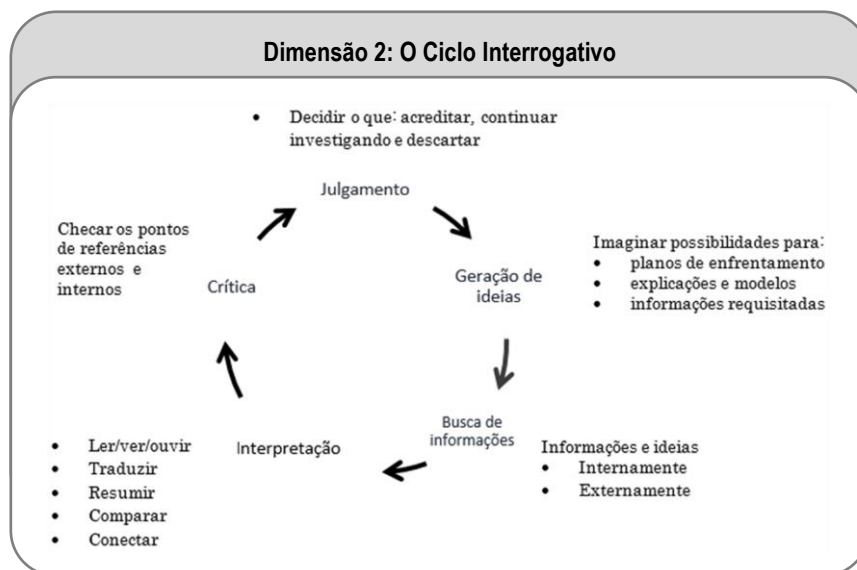 Dimensão 2: O Ciclo Interrogativo
• Decidir o que: acreditar, continuar
investigando e descartar
Julgamento
Geração de
ideias
Imaginar possibilidades para:
• planos de enfrentamento
• explicações e modelos
• informações requisitadas
Busca de
informações
Informações e ideias
• Internamente
• Externamente
Interpretação
• Ler/ver/ouvir
• Traduzir
• Resumir
• Comparar
• Conectar
Crítica
Checar os pontos
de referências
externos e
internos